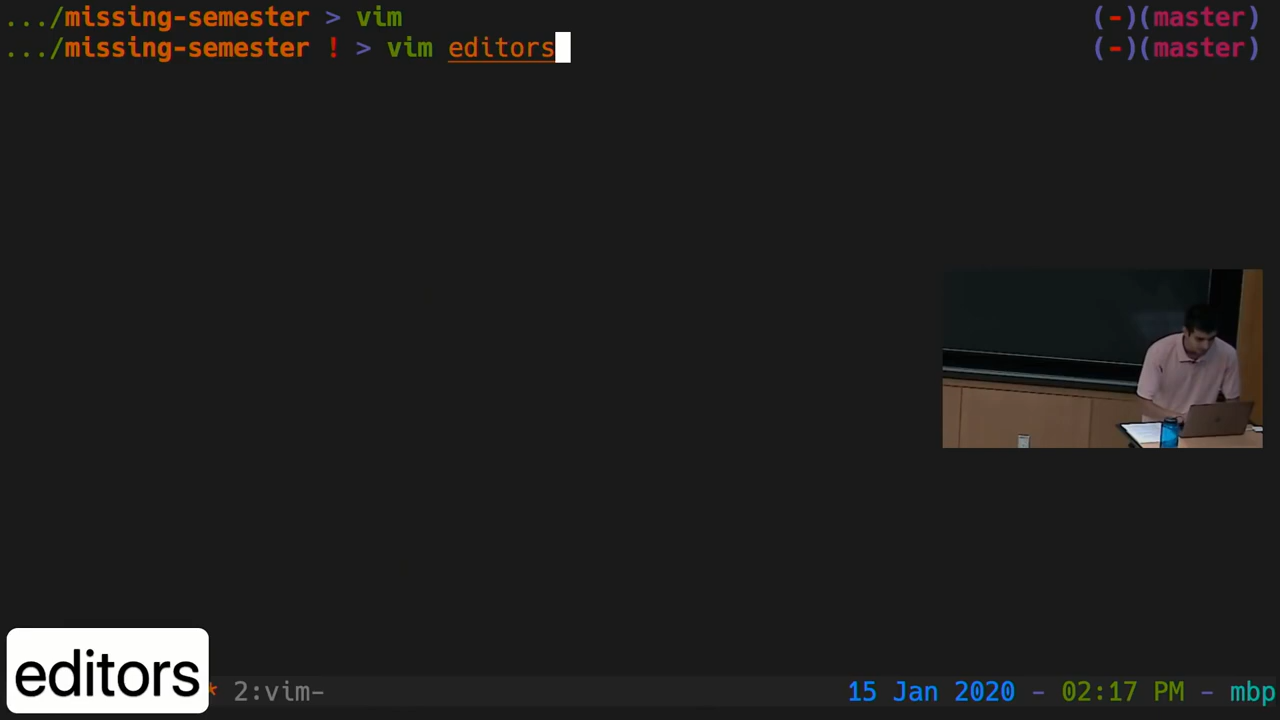 .../missing-semester > vim (-)(master)
.../missing-semester ! > vim editors (-)(master)
editors
* 2:vim- 15 Jan 2020 - 02:17 PM - mbp